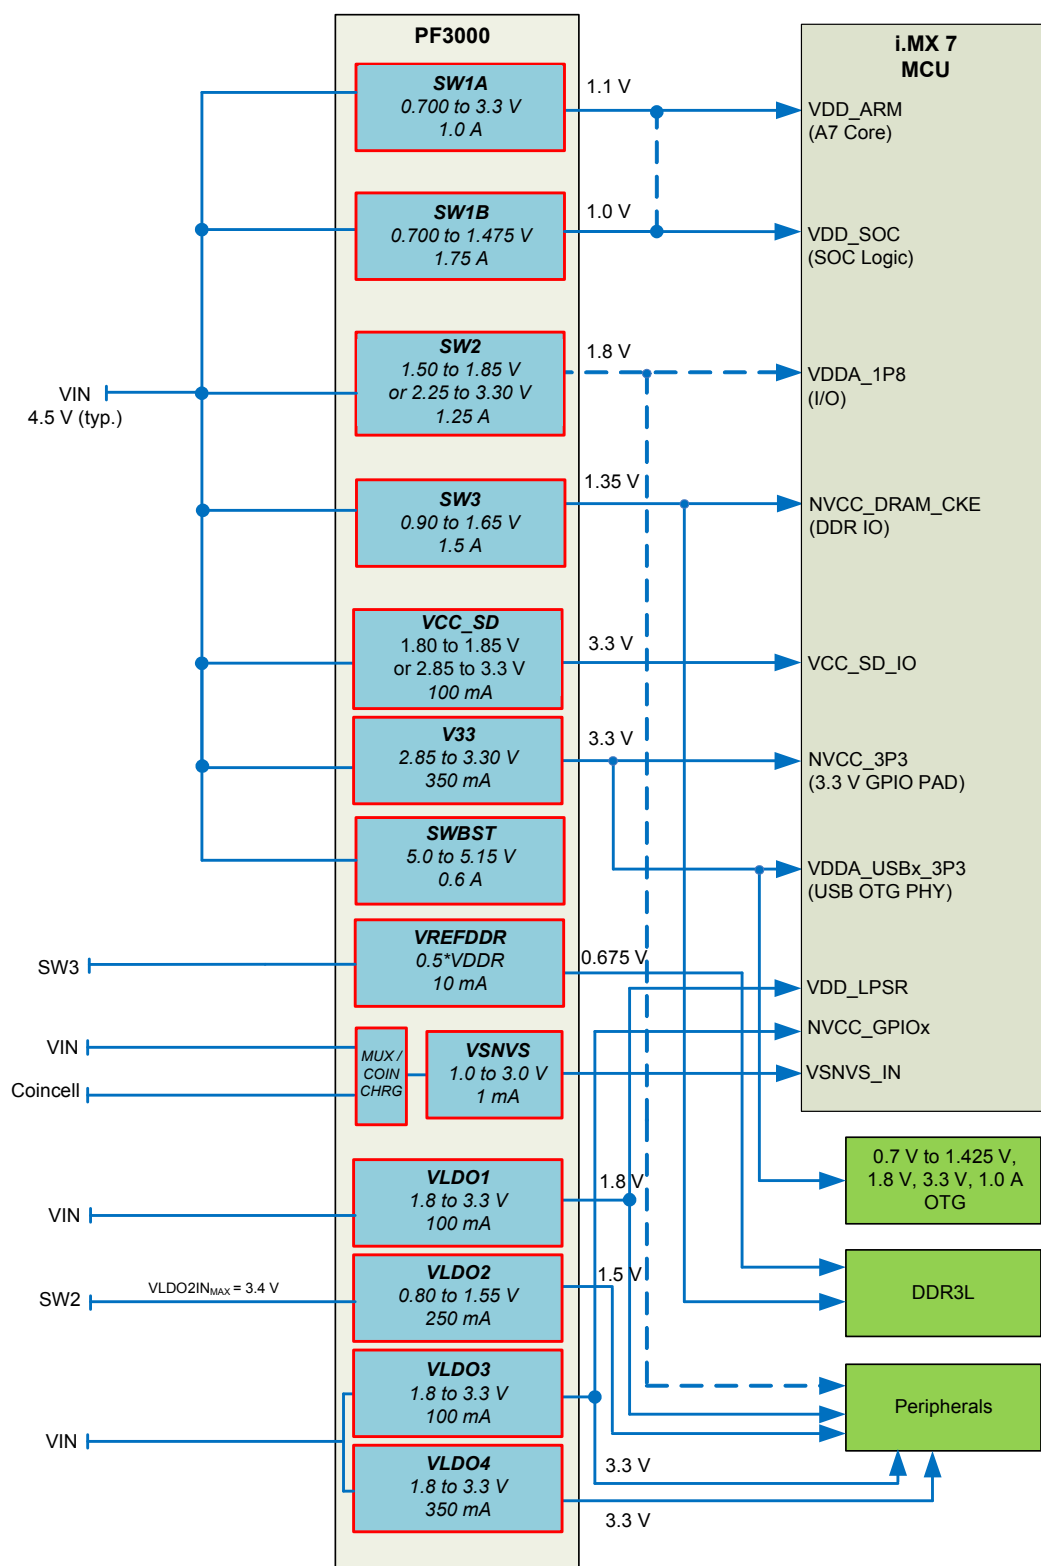 PF3000
i.MX 7
MCU
SW1A
0.700 to 3.3 V
1.0 A
1.1 V
VDD_ARM
(A7 Core)
SW1B
0.700 to 1.475 V
1.75 A
1.0 V
VDD_SOC
(SOC Logic)
SW2
1.50 to 1.85 V
or 2.25 to 3.30 V
1.25 A
1.8 V
VDDA_1P8
(I/O)
VIN
4.5 V (typ.)
SW3
0.90 to 1.65 V
1.5 A
1.35 V
NVCC_DRAM_CKE
(DDR IO)
VCC_SD
1.80 to 1.85 V
or 2.85 to 3.3 V
100 mA
3.3 V
VCC_SD_IO
V33
2.85 to 3.30 V
350 mA
3.3 V
NVCC_3P3
(3.3 V GPIO PAD)
SWBST
5.0 to 5.15 V
0.6 A
VDDA_USBx_3P3
(USB OTG PHY)
SW3
VREFDDR
0.5*VDDR
10 mA
0.675 V
VDD_LPSR
NVCC_GPIOx
VIN
Coincell
MUX /
COIN
CHRG
VSNVS
1.0 to 3.0 V
1 mA
VSNVS_IN
VIN
VLDO1
1.8 to 3.3 V
100 mA
1.8 V
0.7 V to 1.425 V,
1.8 V, 3.3 V, 1.0 A
OTG
SW2
VLDO2INMAX = 3.4 V
VLDO2
0.80 to 1.55 V
250 mA
1.5 V
DDR3L
VIN
VLDO3
1.8 to 3.3 V
100 mA
Peripherals
3.3 V
VLDO4
1.8 to 3.3 V
350 mA
3.3 V